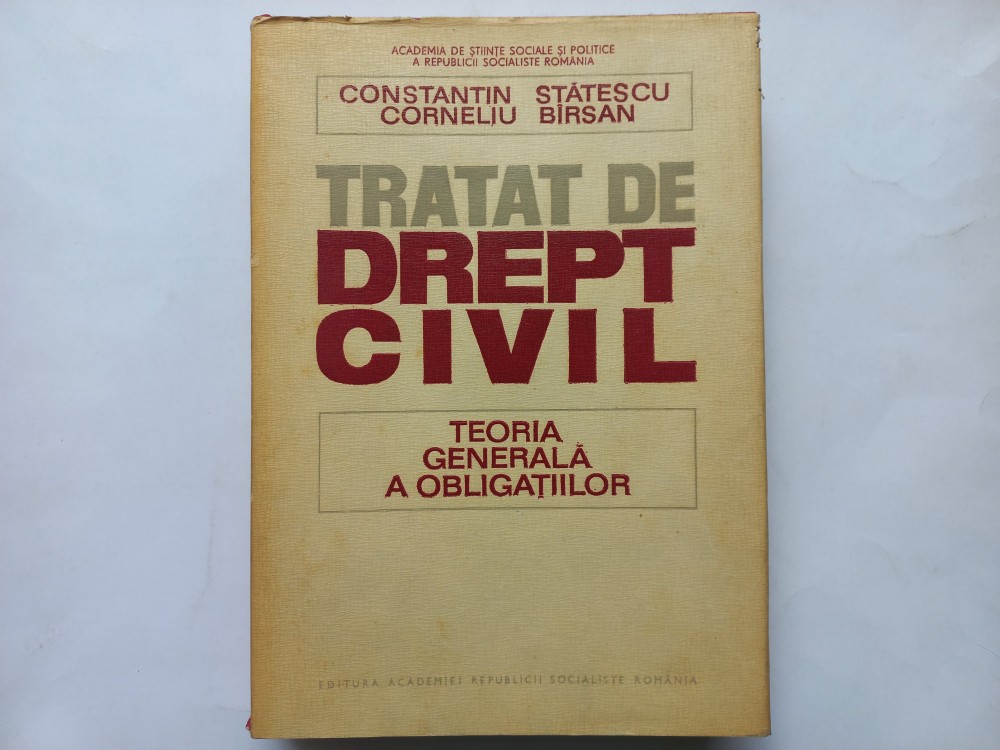 ACADEMIA DE ȘTIINȚE SOCIALE ȘI POLITICE
A REPUBLICII SOCIALISTE ROMÂNIA
CONSTANTIN STĂTESCU
CORNELIU BÎRSAN
TRATAT DE
DREPT
CIVIL
TEORIA
GENERALĂ
A OBLIGAȚIILOR
EDITURA ACADEMIEI REPUBLICII SOCIALISTE ROMÂNIA